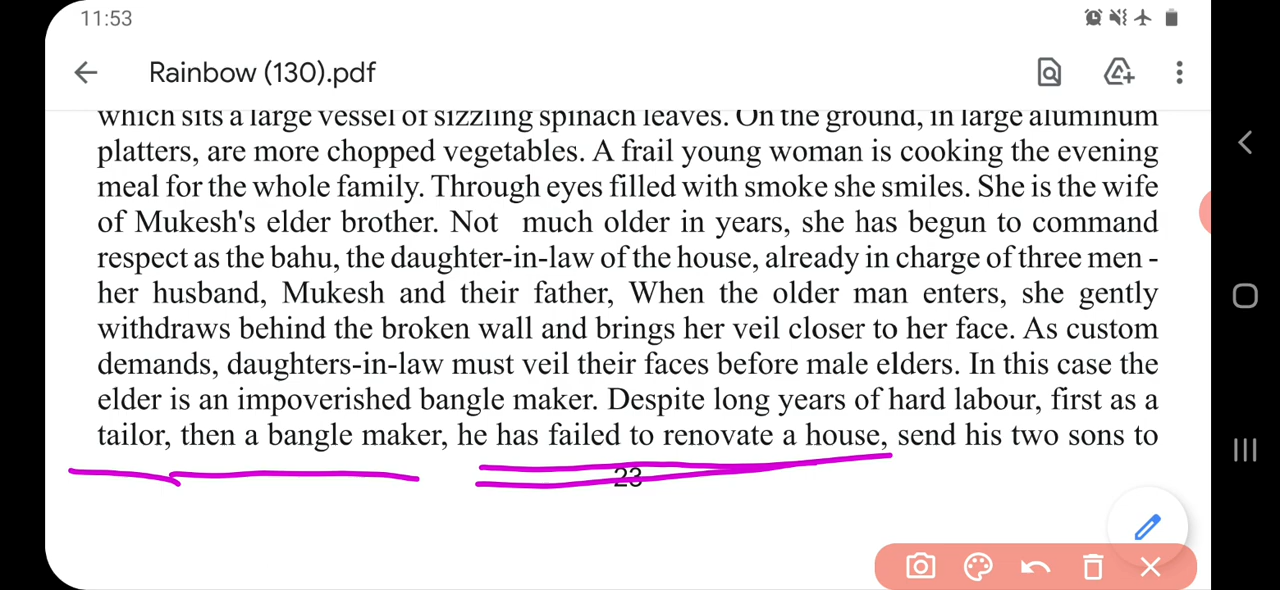 11:53
Rainbow (130).pdf
which sits a large vessel of sizzling spinach leaves. On the ground, in large aluminum
platters, are more chopped vegetables. A frail young woman is cooking the evening
meal for the whole family. Through eyes filled with smoke she smiles. She is the wife
of Mukesh's elder brother. Not much older in years, she has begun to command
respect as the bahu, the daughter-in-law of the house, already in charge of three men -
her husband, Mukesh and their father, When the older man enters, she gently
withdraws behind the broken wall and brings her veil closer to her face. As custom
demands, daughters-in-law must veil their faces before male elders. In this case the
elder is an impoverished bangle maker. Despite long years of hard labour, first as a
tailor, then a bangle maker, he has failed to renovate a house, send his two sons to
23